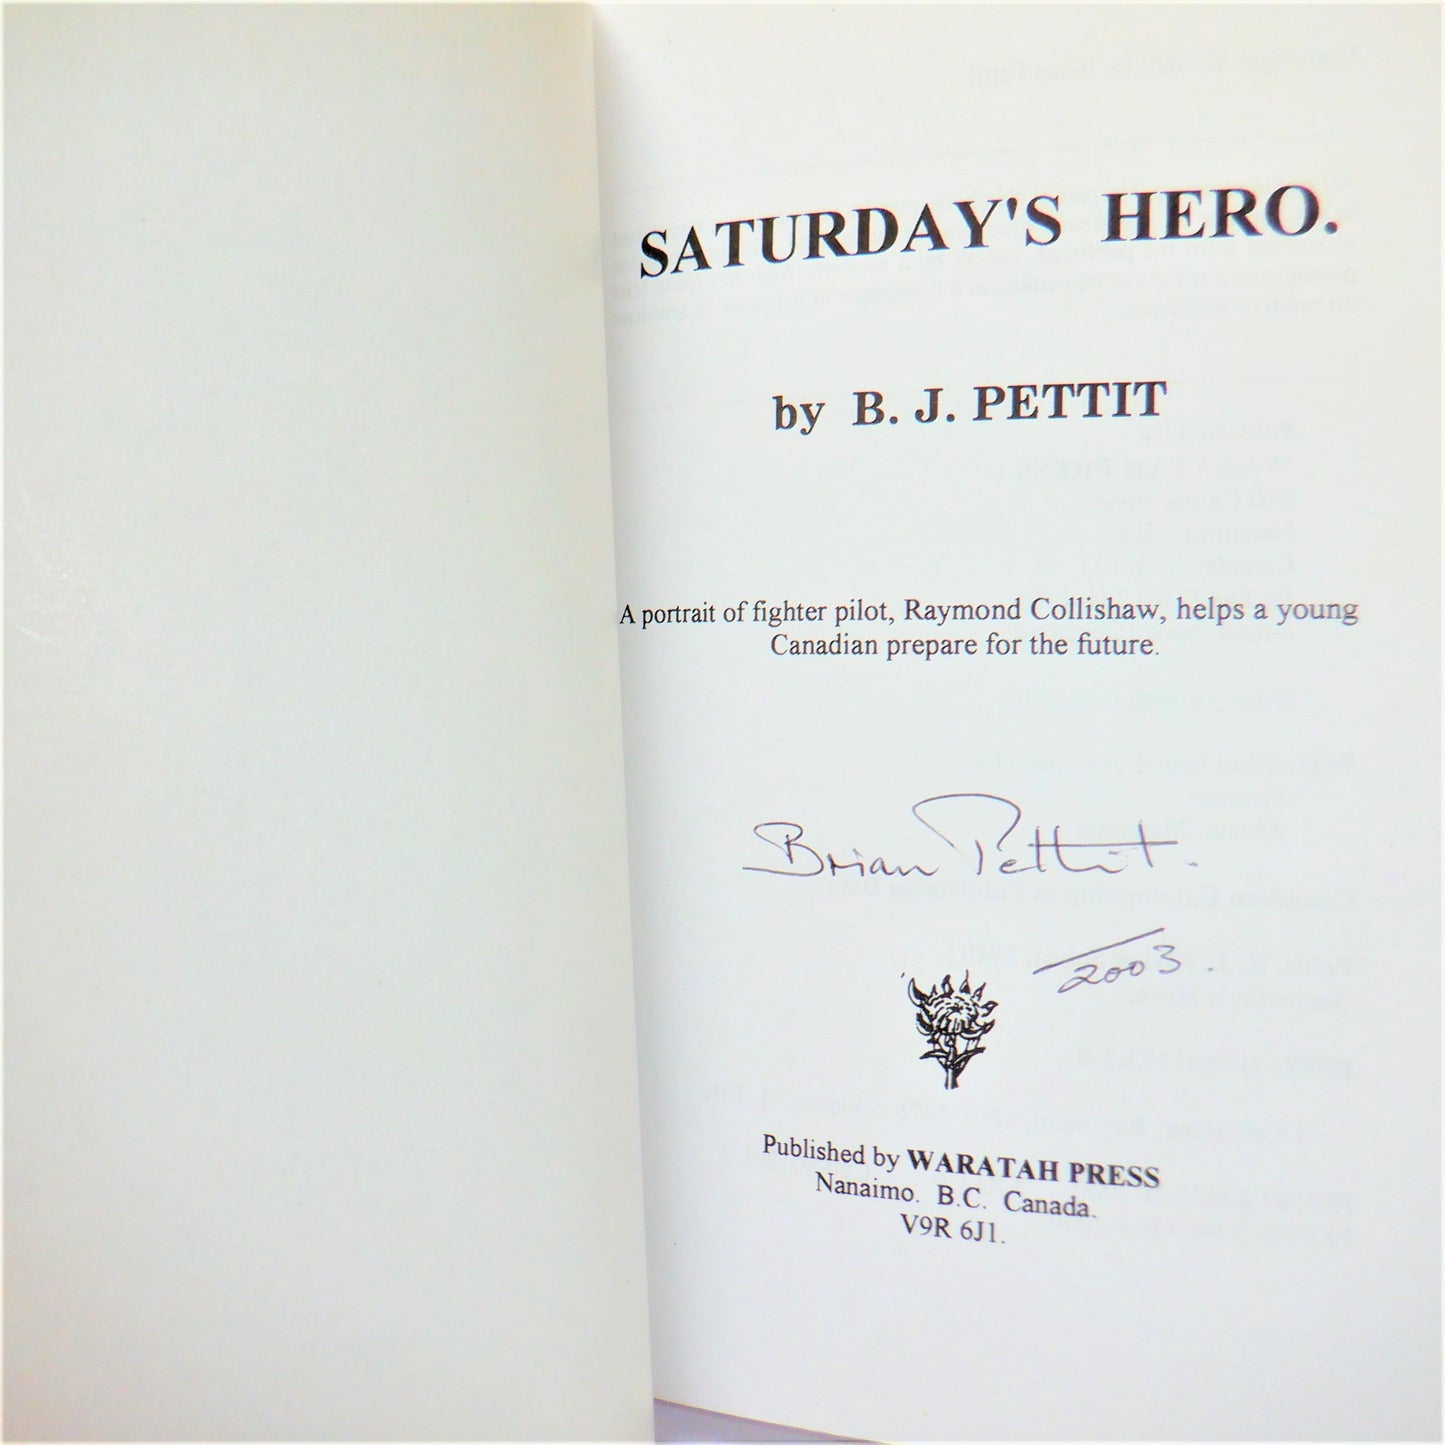 SATURDAY'S HERO.
by B. J. PETTIT
A portrait of fighter pilot, Raymond Collishaw, helps a young
Canadian prepare for the future.
Brian Pettit.
2003.
Published by WARATAH PRESS
Nanaimo. B.C. Canada.
V9R 6J1.